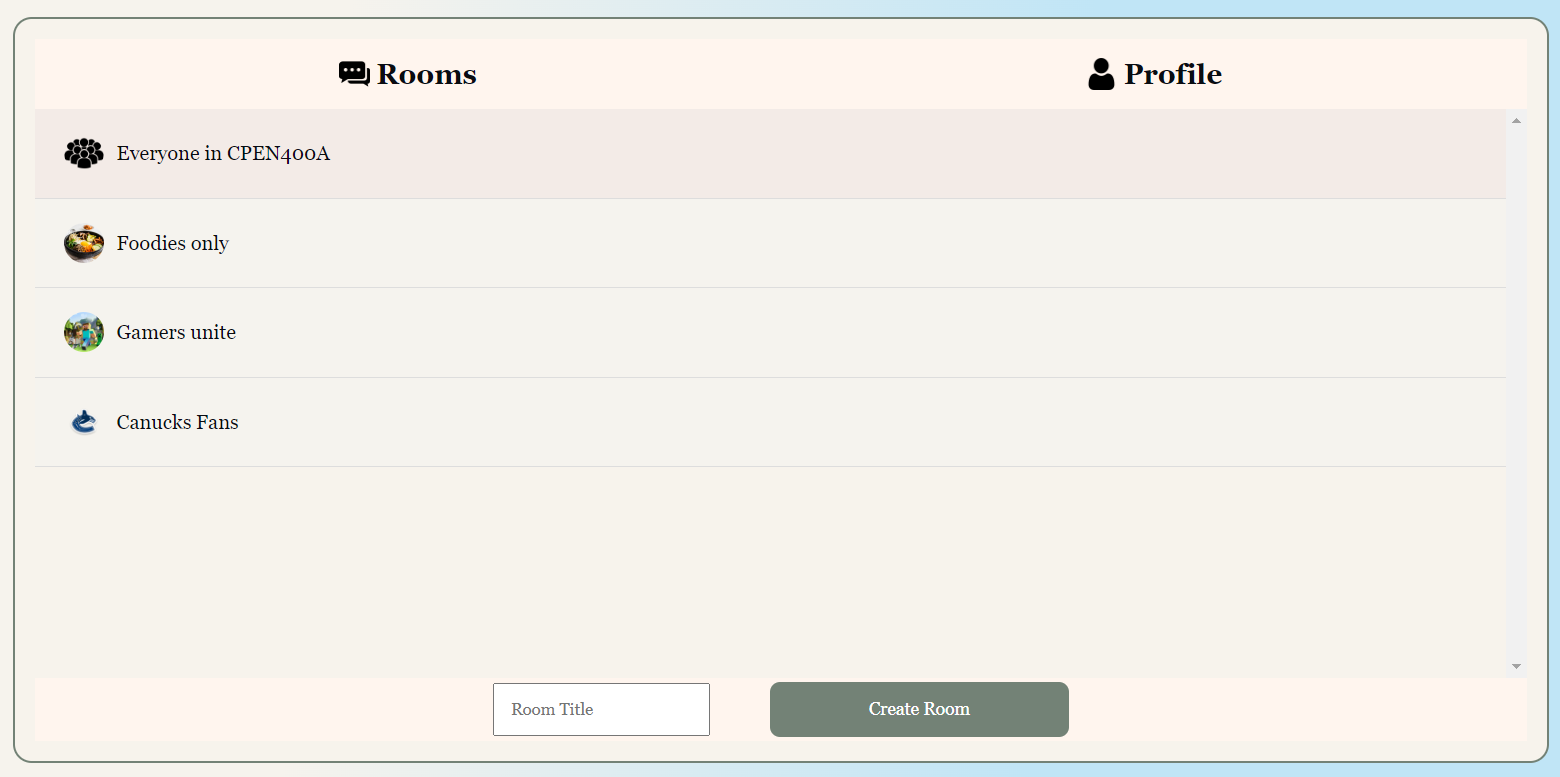 Rooms
Profile
Everyone in CPEN400A
Foodies only
Gamers unite
Canucks Fans
Room Title
Create Room